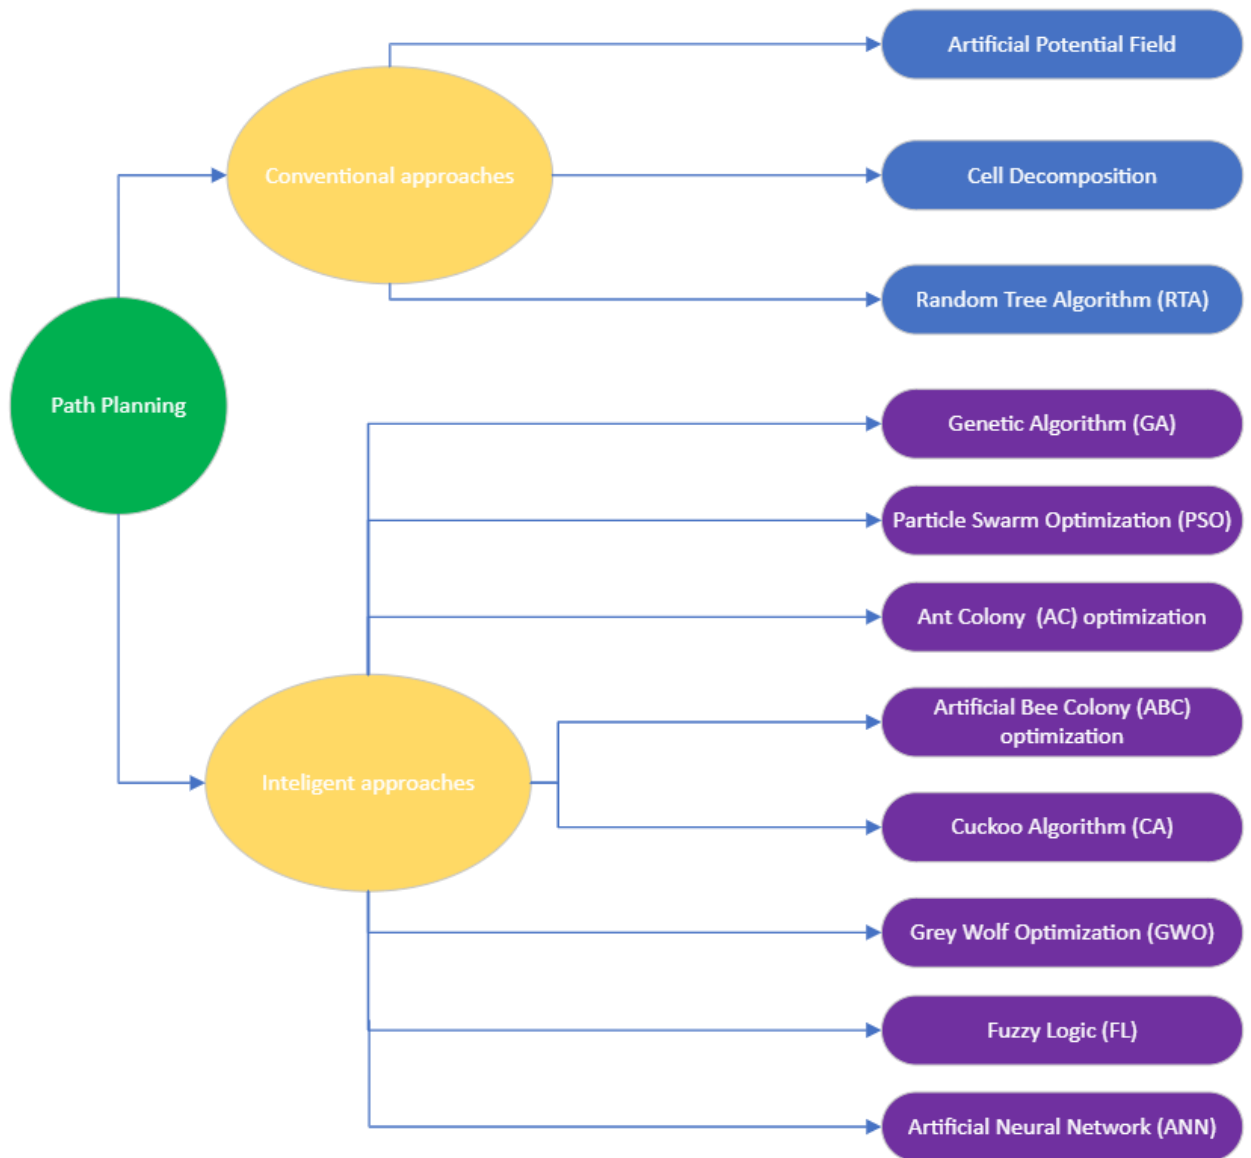 Path Planning
Conventional approaches
Artificial Potential Field
Cell Decomposition
Random Tree Algorithm (RTA)
Inteligent approaches
Genetic Algorithm (GA)
Particle Swarm Optimization (PSO)
Ant Colony  (AC) optimization
Artificial Bee Colony (ABC)
optimization
Cuckoo Algorithm (CA)
Grey Wolf Optimization (GWO)
Fuzzy Logic (FL)
Artificial Neural Network (ANN)